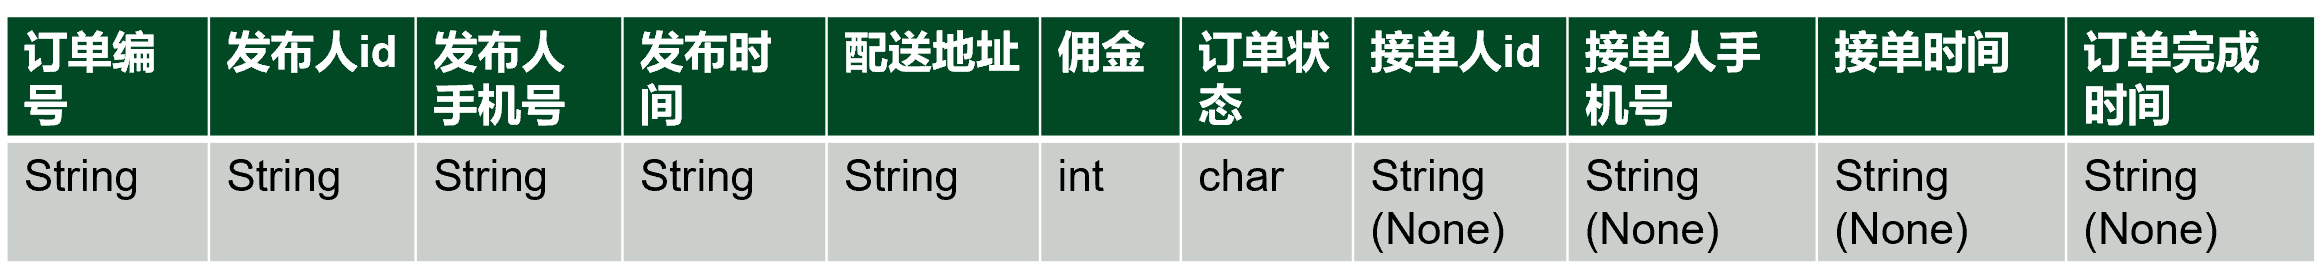 订单编
号
发布人id
发布人
手机号
发布时
间
配送地址
佣金
订单状
态
接单人id
接单人手
机号
接单时间
订单完成
时间
String
String
String
String
String
int
char
String
(None)
String
(None)
String
(None)
String
(None)